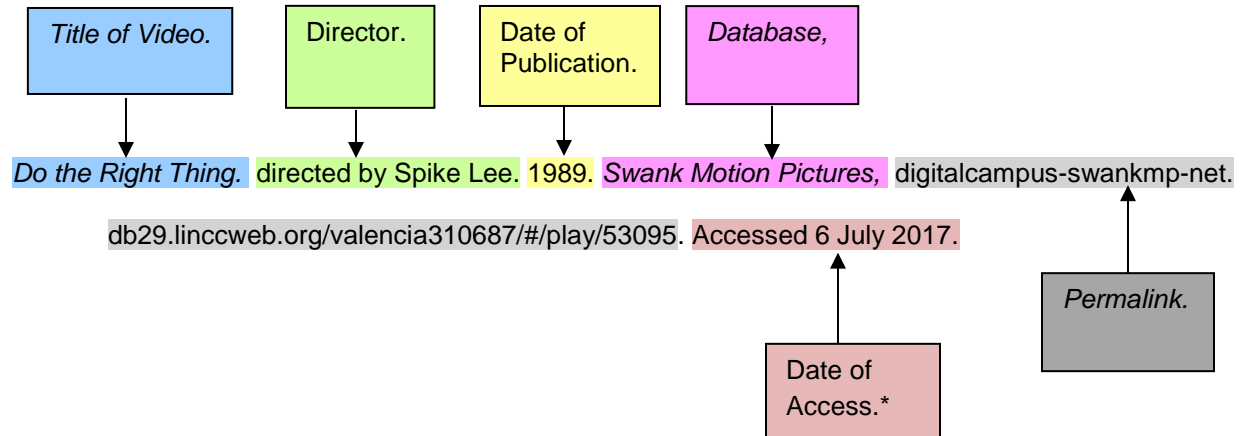 Title of Video.
Director.
Date of
Publication.
Database,
Do the Right Thing. directed by Spike Lee. 1989. Swank Motion Pictures, digitalcampus-swankmp-net.
db29.linccweb.org/valencia310687/#/play/53095. Accessed 6 July 2017.
Permalink.
Date of
Access.*